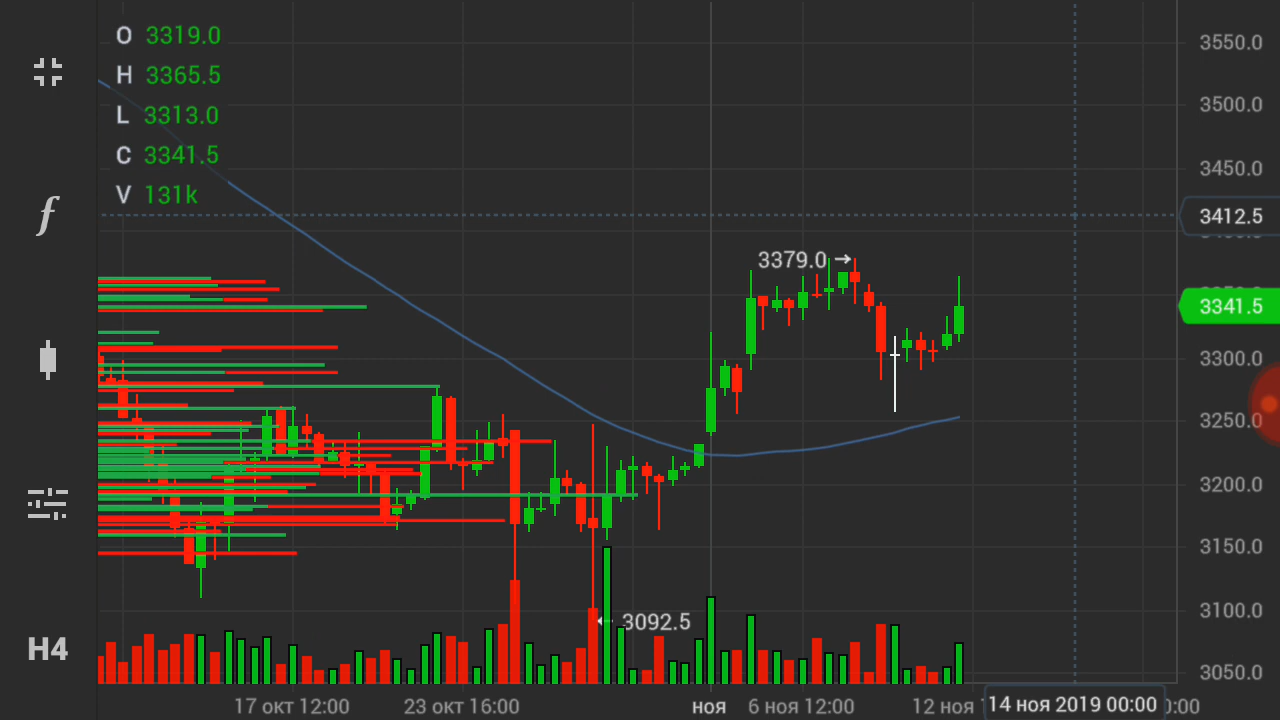 O 3319.0
H 3365.5
L 3313.0
C 3341.5
V 131k
f
H4
3550.0
3500.0
3450.0
3412.5
3341.5
3300.0
3250.0
3200.0
3150.0
3100.0
3050.0
3379.0 →
← 3092.5
17 окт 12:00
23 окт 16:00
ноя
6 ноя 12:00
12 ноя
14 ноя 2019 00:00